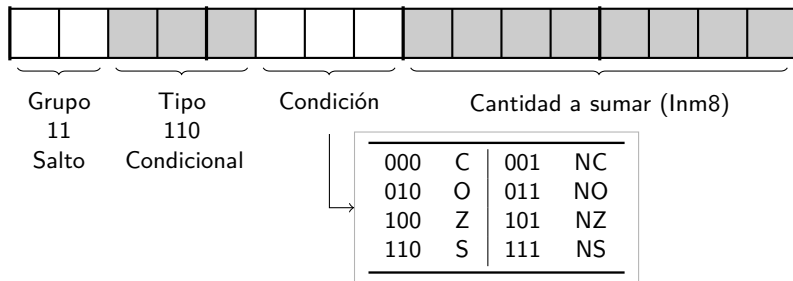 Grupo Tipo Condición Cantidad a sumar (Inm8)
11 110
Salto Condicional
000 C 001 NC
010 O 011 NO
100 Z 101 NZ
110 S 111 NS